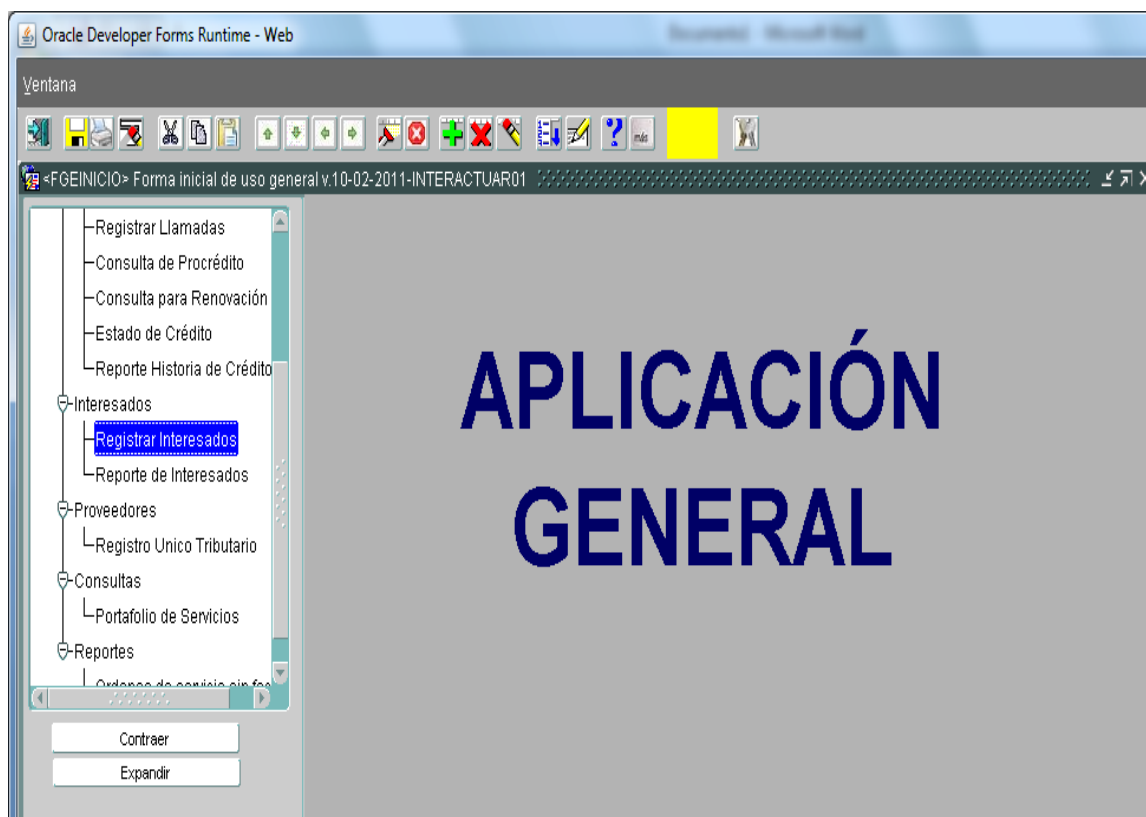 Oracle Developer Forms Runtime - Web
Ventana
más
<FGEINICIO> Forma inicial de uso general v.10-02-2011-INTERACTUAR01
Registrar Llamadas
Consulta de Procrédito
Consulta para Renovación
Estado de Crédito
Reporte Historia de Crédito
Interesados
Registrar Interesados
Reporte de Interesados
Proveedores
Registro Unico Tributario
Consultas
Portafolio de Servicios
Reportes
Contraer
Expandir
APLICACIÓN
GENERAL